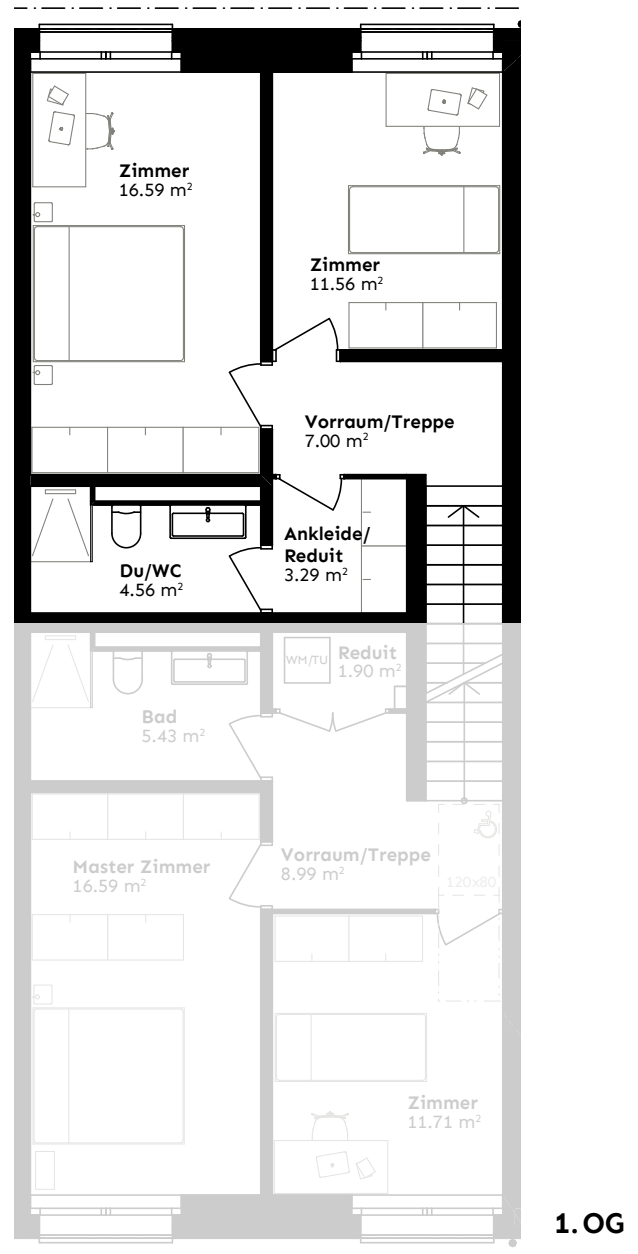 Zimmer
16.59 m²
Zimmer
11.56 m²
Vorraum/Treppe
7.00 m²
Ankleide/
Reduit
3.29 m²
Du/WC
4.56 m²
WM/TU
Reduit
1.90 m²
Bad
5.43 m²
Vorraum/Treppe
8.99 m²
Master Zimmer
16.59 m²
120x80
Zimmer
11.71 m²
1. OG